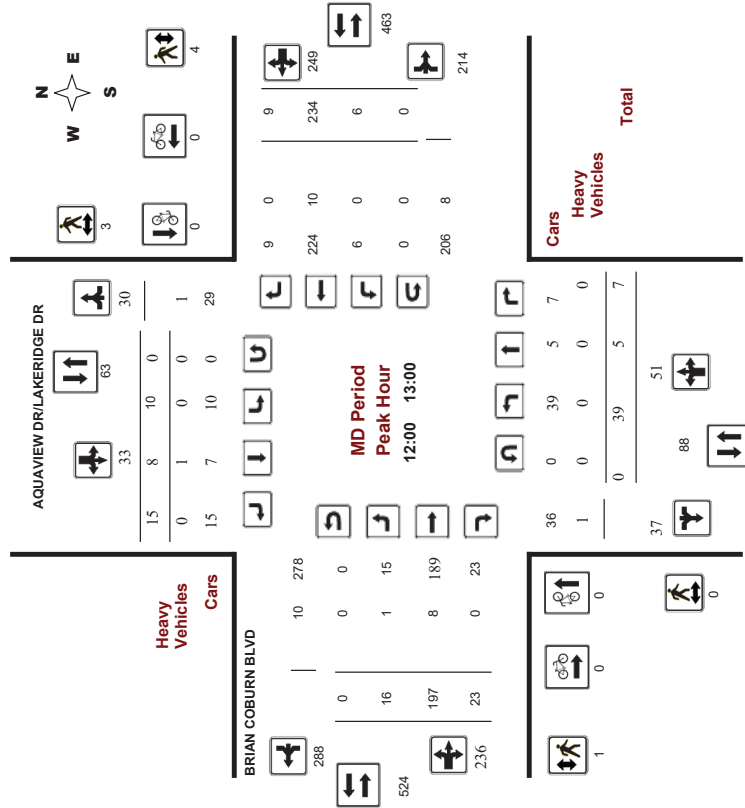 AQUAVIEW DR/LAKERIDGE DR
N
W E
S
63
33
30
3
4
0
0
15 8 10 0
0 1 0 0 1
15 7 10 0 29
Heavy
Vehicles
Cars
463
249
214
9 0 9
224 10 234
6 0 6
0 0 0
206 8
BRIAN COBURN BLVD
288
524
236
10 278
0 0 0
16 1 15
197 8 189
23 0 23
MD Period
Peak Hour
12:00 13:00
Cars
Heavy
Vehicles
Total
36 0 39 5 7
1 0 0 0 0
0 39 5 7
37
88
51
1
0
0
0